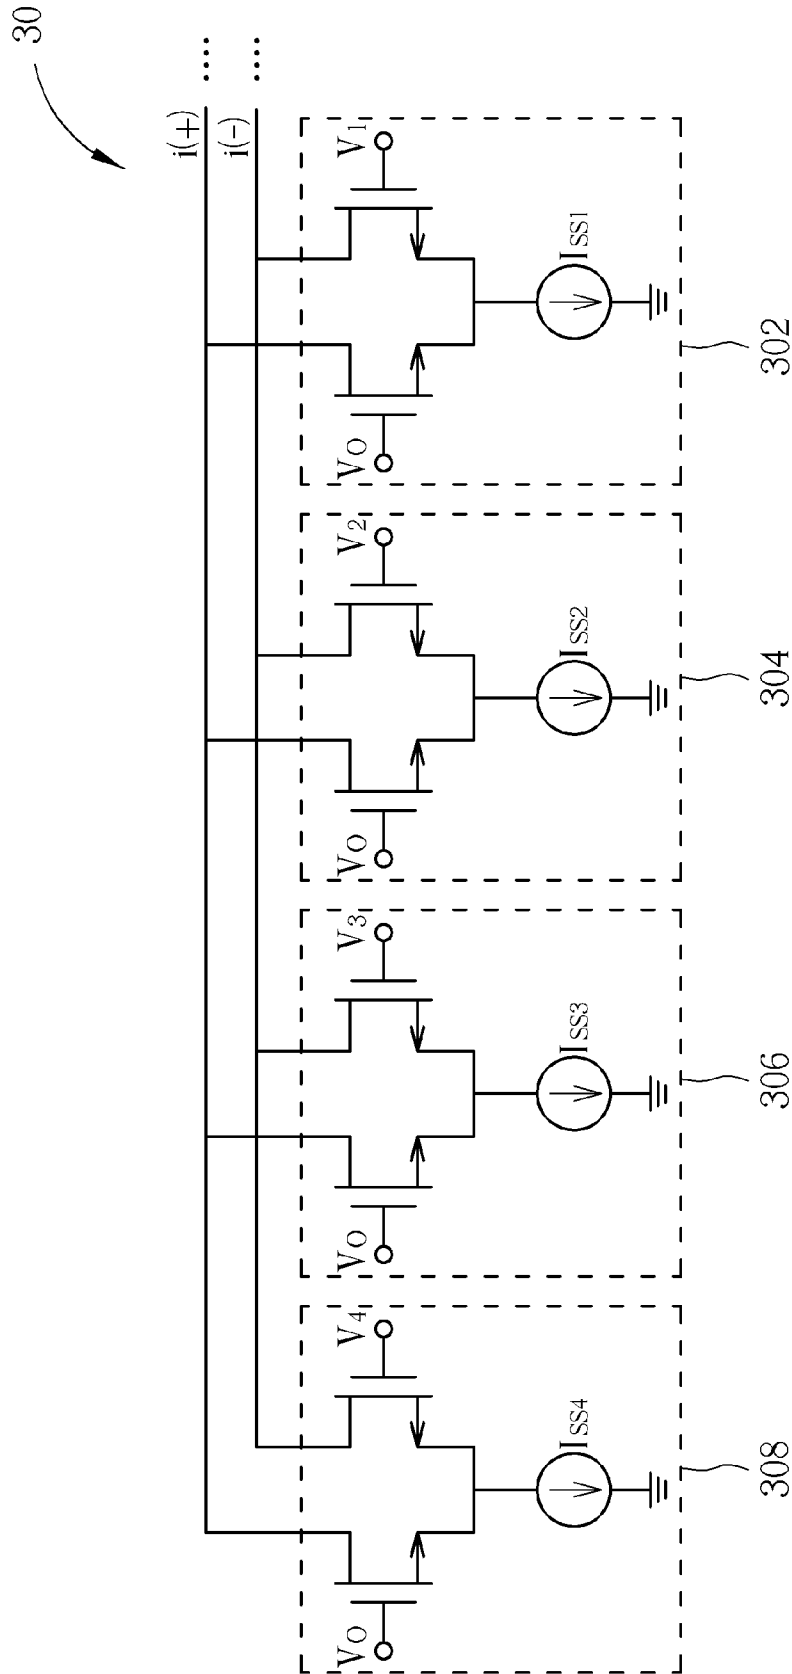 30
i(+) ....
i(-) ....
V1
VO
ISS1
302
V2
VO
ISS2
304
V3
VO
ISS3
306
V4
VO
ISS4
308